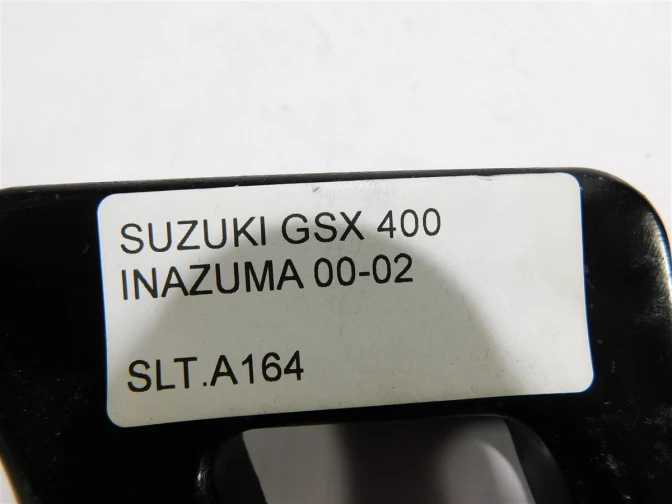 SUZUKI GSX 400
INAZUMA 00-02
SLT.A164